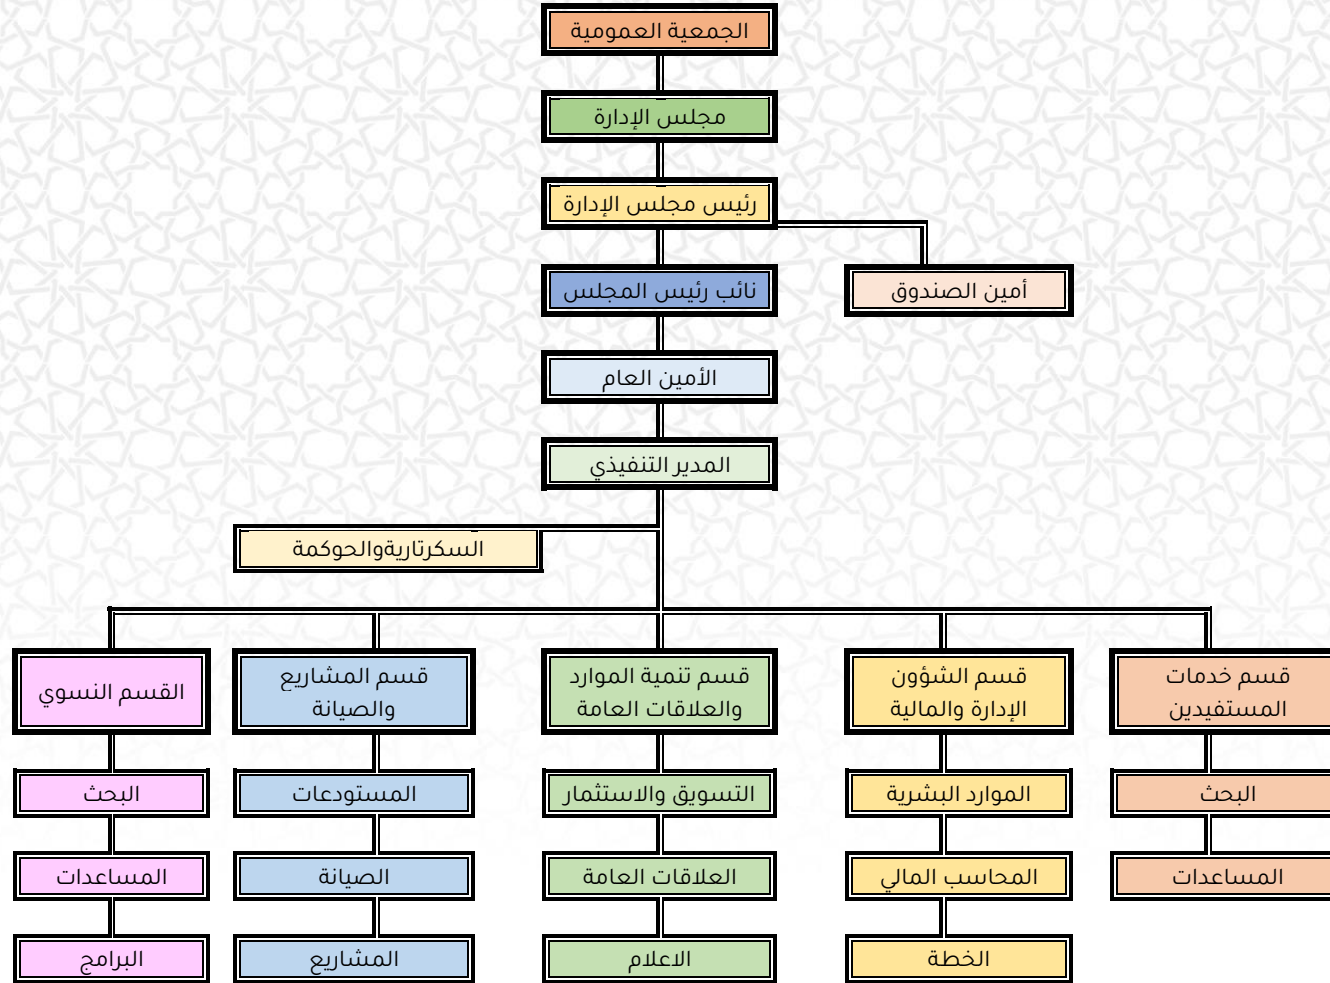 الجمعية العمومية
مجلس الإدارة
رئيس مجلس الإدارة
أمين الصندوق
نائب رئيس المجلس
الأمين العام
المدير التنفيذي
السكرتاريةوالحوكمة
قسم خدمات
المستفيدين
البحث
المساعدات
قسم الشؤون
الإدارة والمالية
الموارد البشرية
المحاسب المالي
الخطة
قسم تنمية الموارد
والعلاقات العامة
التسويق والاستثمار
العلاقات العامة
الاعلام
قسم المشاريع
والصيانة
المستودعات
الصيانة
المشاريع
القسم النسوي
البحث
المساعدات
البرامج